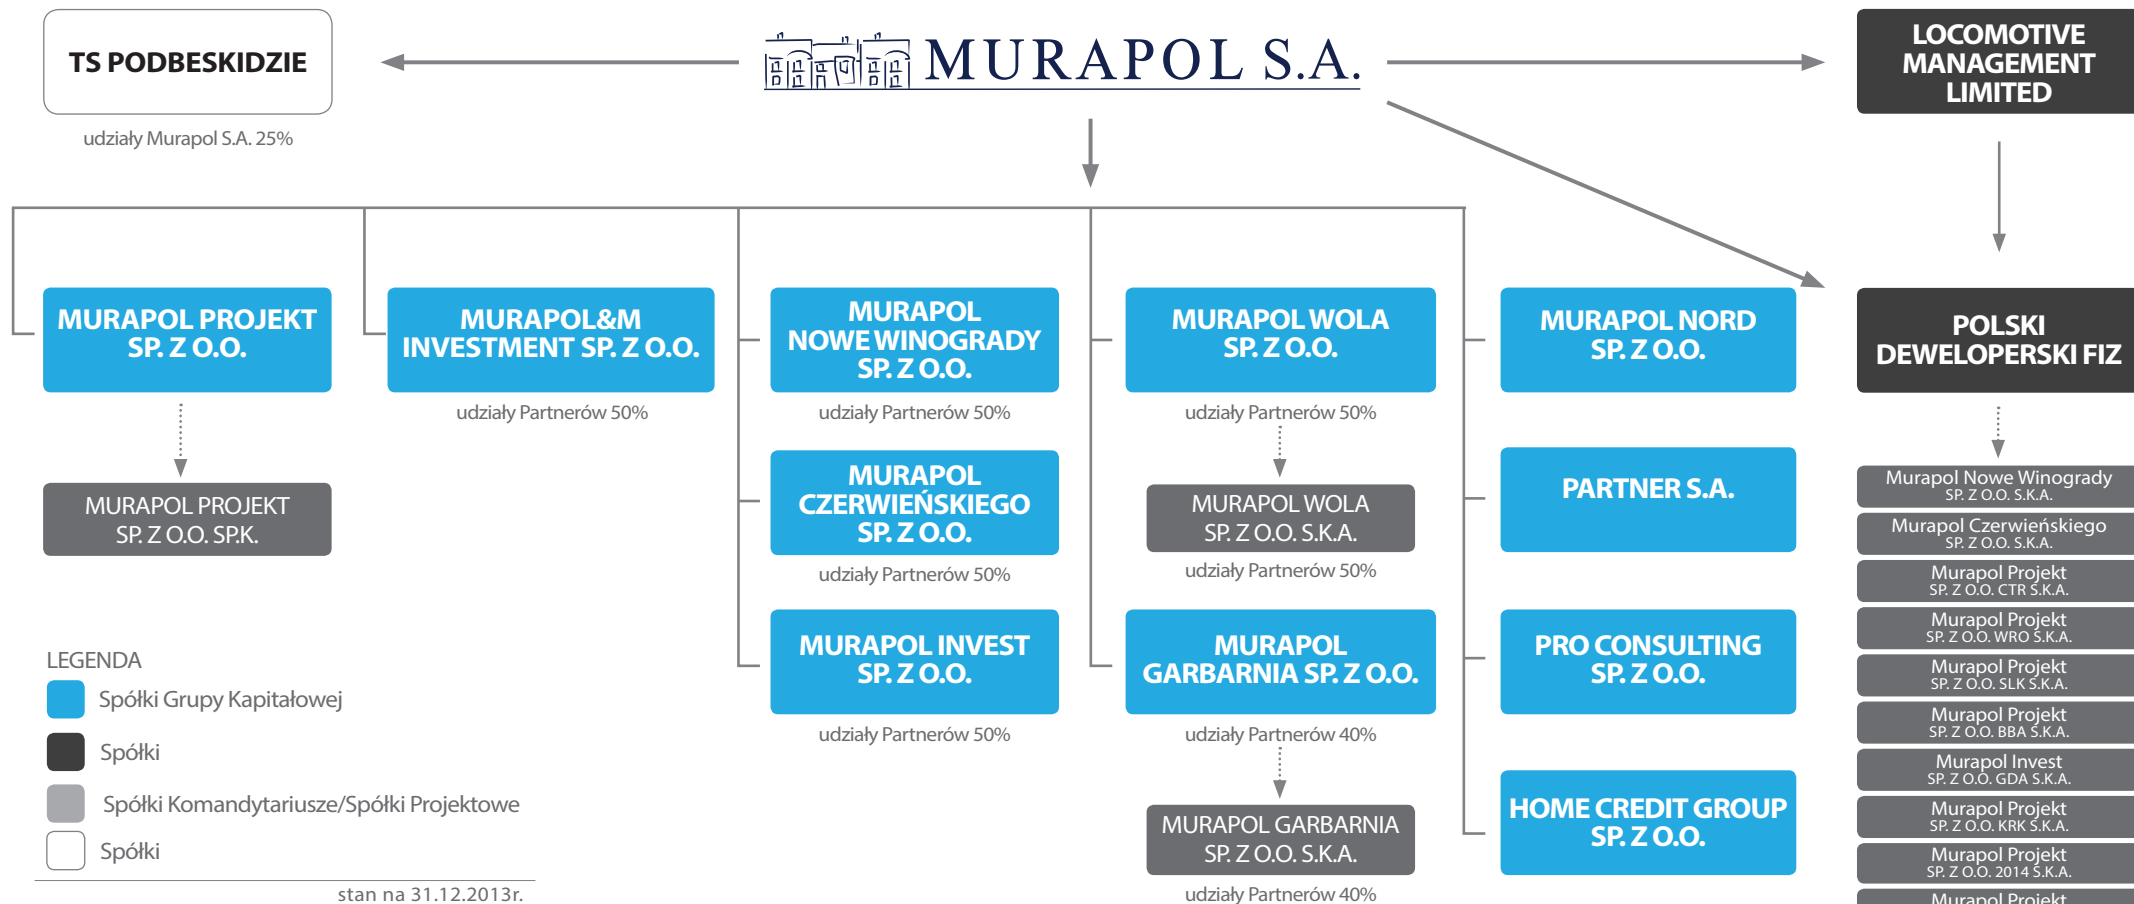 TS PODBESKIDZIE
udziały Murapol S.A. 25%
MURAPOL S.A.
LOCOMOTIVE
MANAGEMENT
LIMITED
MURAPOL PROJEKT
SP. Z O.O.
MURAPOL PROJEKT
SP. Z O.O. SP.K.
MURAPOL&M
INVESTMENT SP. Z O.O.
udziały Partnerów 50%
MURAPOL
NOWE WINOGRADY
SP. Z O.O.
udziały Partnerów 50%
MURAPOL
CZERWIEŃSKIEGO
SP. Z O.O.
udziały Partnerów 50%
MURAPOL INVEST
SP. Z O.O.
udziały Partnerów 50%
MURAPOL WOLA
SP. Z O.O.
udziały Partnerów 50%
MURAPOL WOLA
SP. Z O.O. S.K.A.
udziały Partnerów 50%
MURAPOL
GARBARNIA SP. Z O.O.
udziały Partnerów 40%
MURAPOL GARBARNIA
SP. Z O.O. S.K.A.
udziały Partnerów 40%
MURAPOL NORD
SP. Z O.O.
PARTNER S.A.
PRO CONSULTING
SP. Z O.O.
HOME CREDIT GROUP
SP. Z O.O.
POLSKI
DEWELOPERSKI FIZ
Murapol Nowe Winogrady
SP. Z O.O. S.K.A.
Murapol Czerwieńskiego
SP. Z O.O. S.K.A.
Murapol Projekt
SP. Z O.O. CTR S.K.A.
Murapol Projekt
SP. Z O.O. WRO S.K.A.
Murapol Projekt
SP. Z O.O. SLK S.K.A.
Murapol Projekt
SP. Z O.O. BBA S.K.A.
Murapol Invest
SP. Z O.O. GDA S.K.A.
Murapol Projekt
SP. Z O.O. KRK S.K.A.
Murapol Projekt
SP. Z O.O. 2014 S.K.A.
Murapol Projekt
LEGENDA
Spółki Grupy Kapitałowej
Spółki
Spółki Komandytariusze/Spółki Projektowe
Spółki
stan na 31.12.2013r.